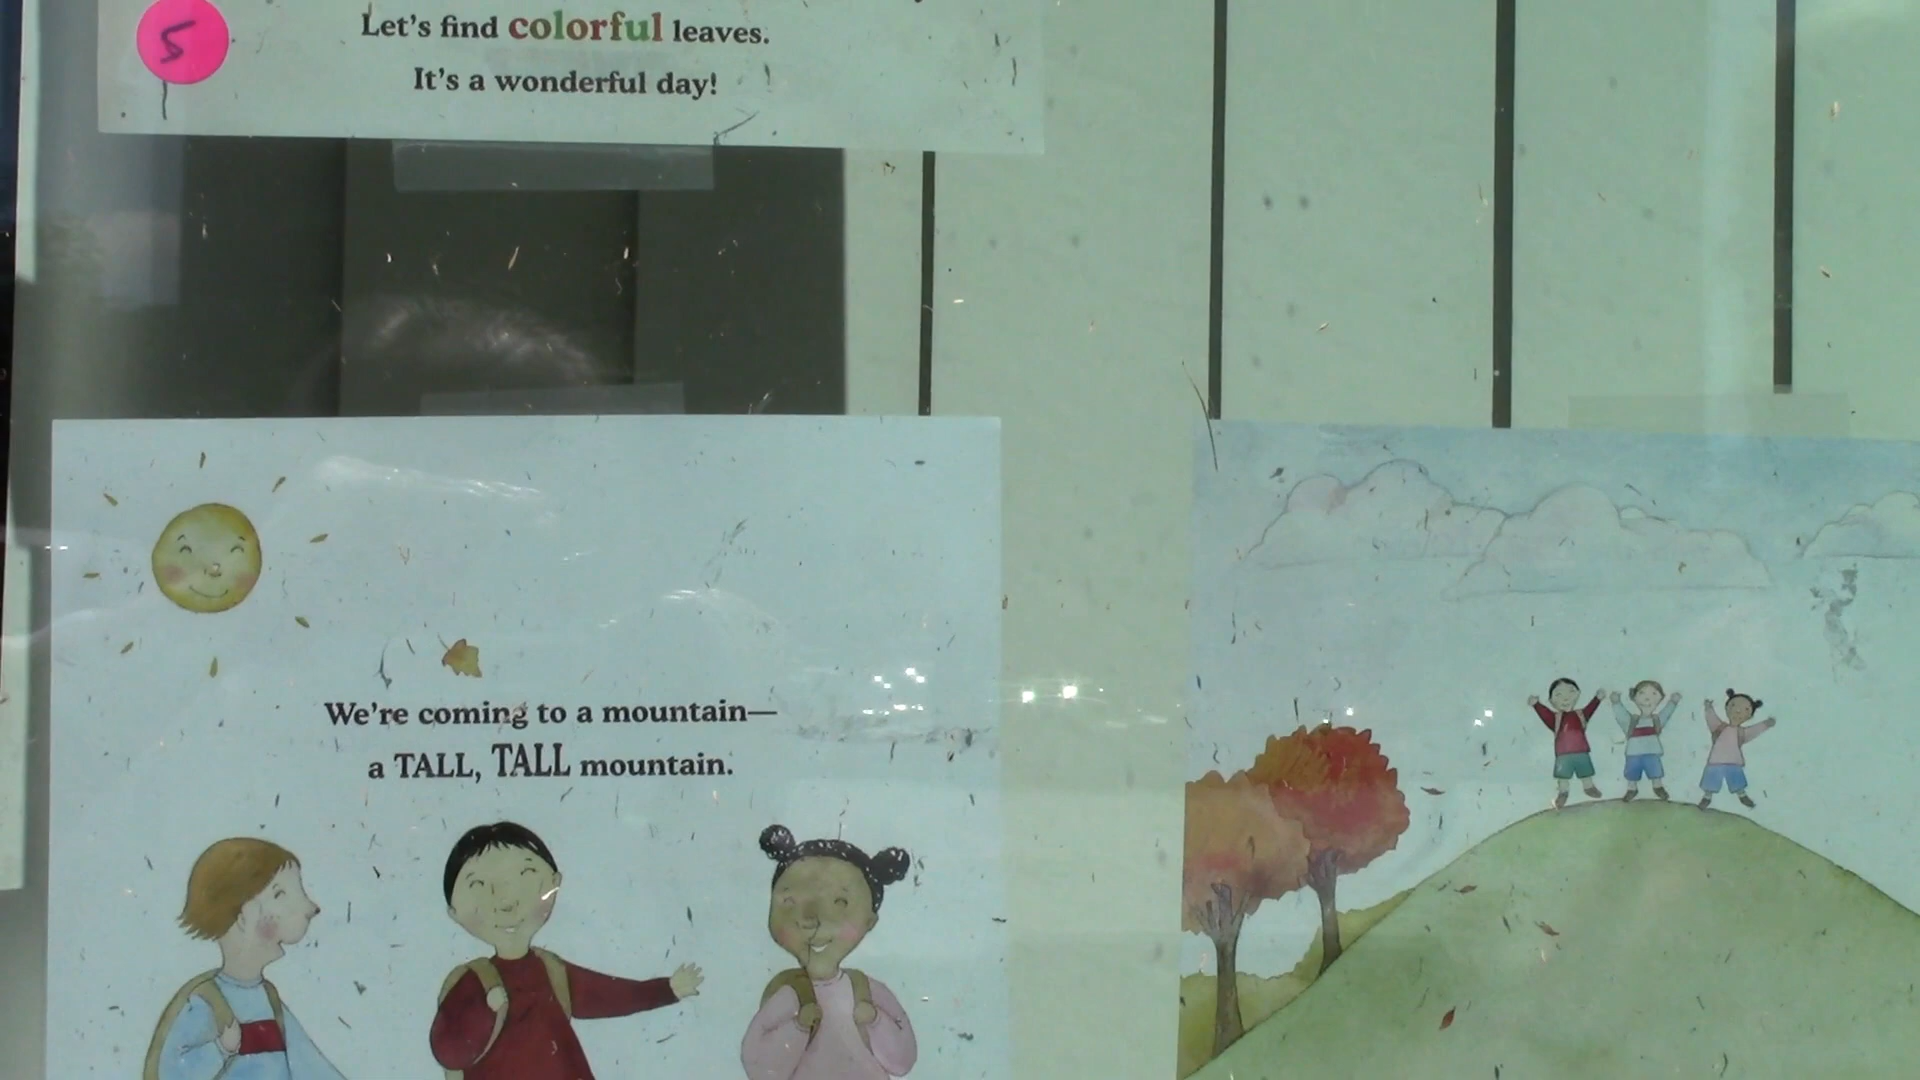 5
Let's find colorful leaves.
It's a wonderful day!
We're coming to a mountain—
a TALL, TALL mountain.